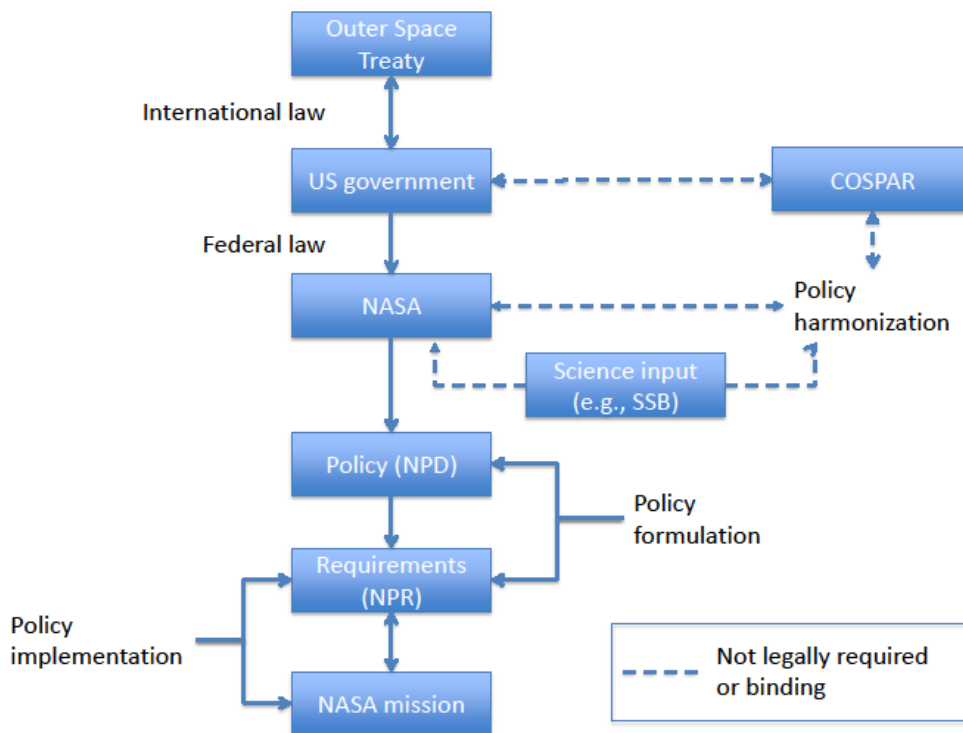 Outer Space
Treaty
International law
US government
COSPAR
Federal law
NASA
Policy
harmonization
Science input
(e.g., SSB)
Policy (NPD)
Policy
formulation
Requirements
(NPR)
Policy
implementation
NASA mission
Not legally required
or binding